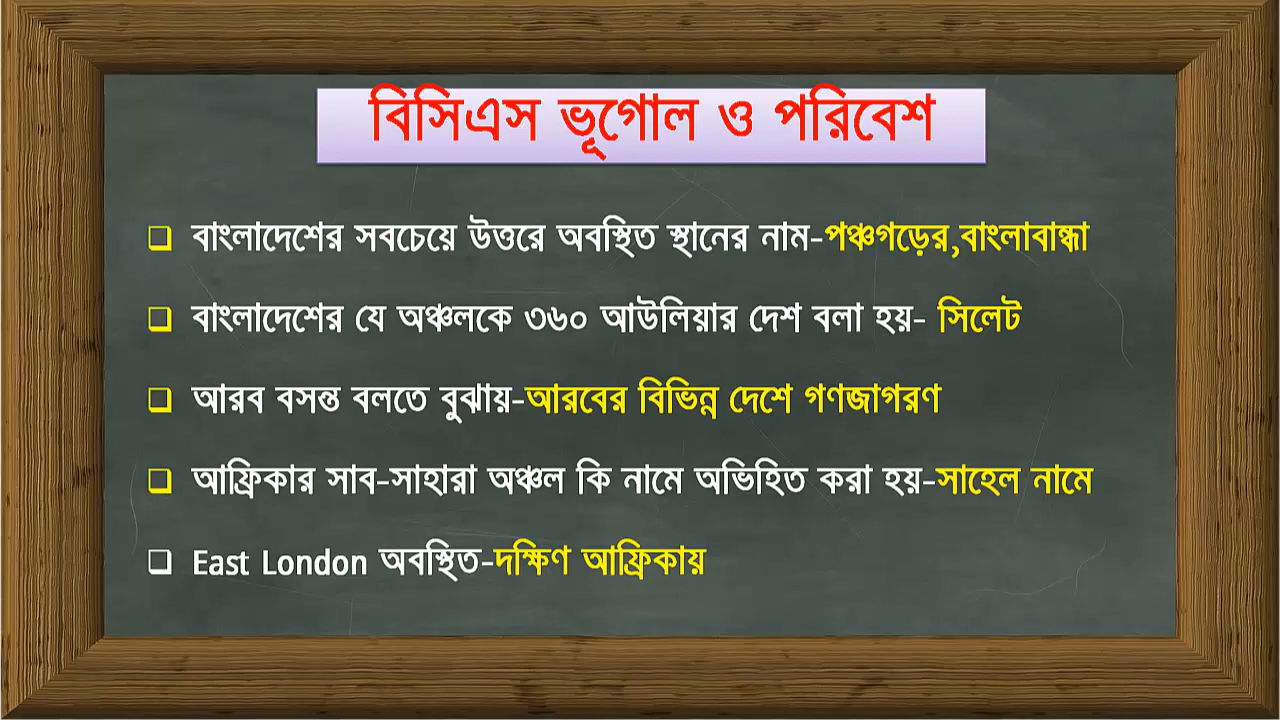 বিসিএস ভূগোল ও পরিবেশ
❑ বাংলাদেশের সবচেয়ে উত্তরে অবস্থিত স্থানের নাম-পঞ্চগড়ের,বাংলাবান্ধা
❑ বাংলাদেশের যে অঞ্চলকে ৩৬০ আউলিয়ার দেশ বলা হয়- সিলেট
❑ আরব বসন্ত বলতে বুঝায়-আরবের বিভিন্ন দেশে গণজাগরণ
❑ আফ্রিকার সাব-সাহারা অঞ্চল কি নামে অভিহিত করা হয়-সাহেল নামে
❑ East London অবস্থিত-দক্ষিণ আফ্রিকায়